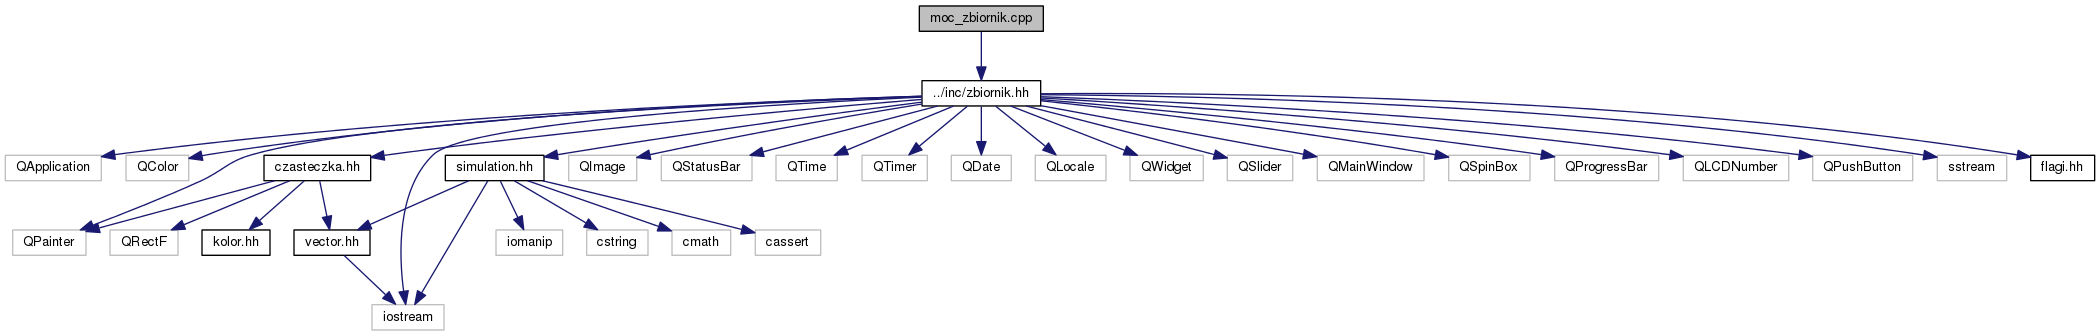 moc_zbiornik.cpp
../inc/zbiornik.hh
QApplication
QColor
czasteczka.hh
simulation.hh
QImage
QStatusBar
QTime
QTimer
QDate
QLocale
QWidget
QSlider
QMainWindow
QSpinBox
QProgressBar
QLCDNumber
QPushButton
sstream
flagi.hh
QPainter
QRectF
kolor.hh
vector.hh
iomanip
cstring
cmath
cassert
iostream